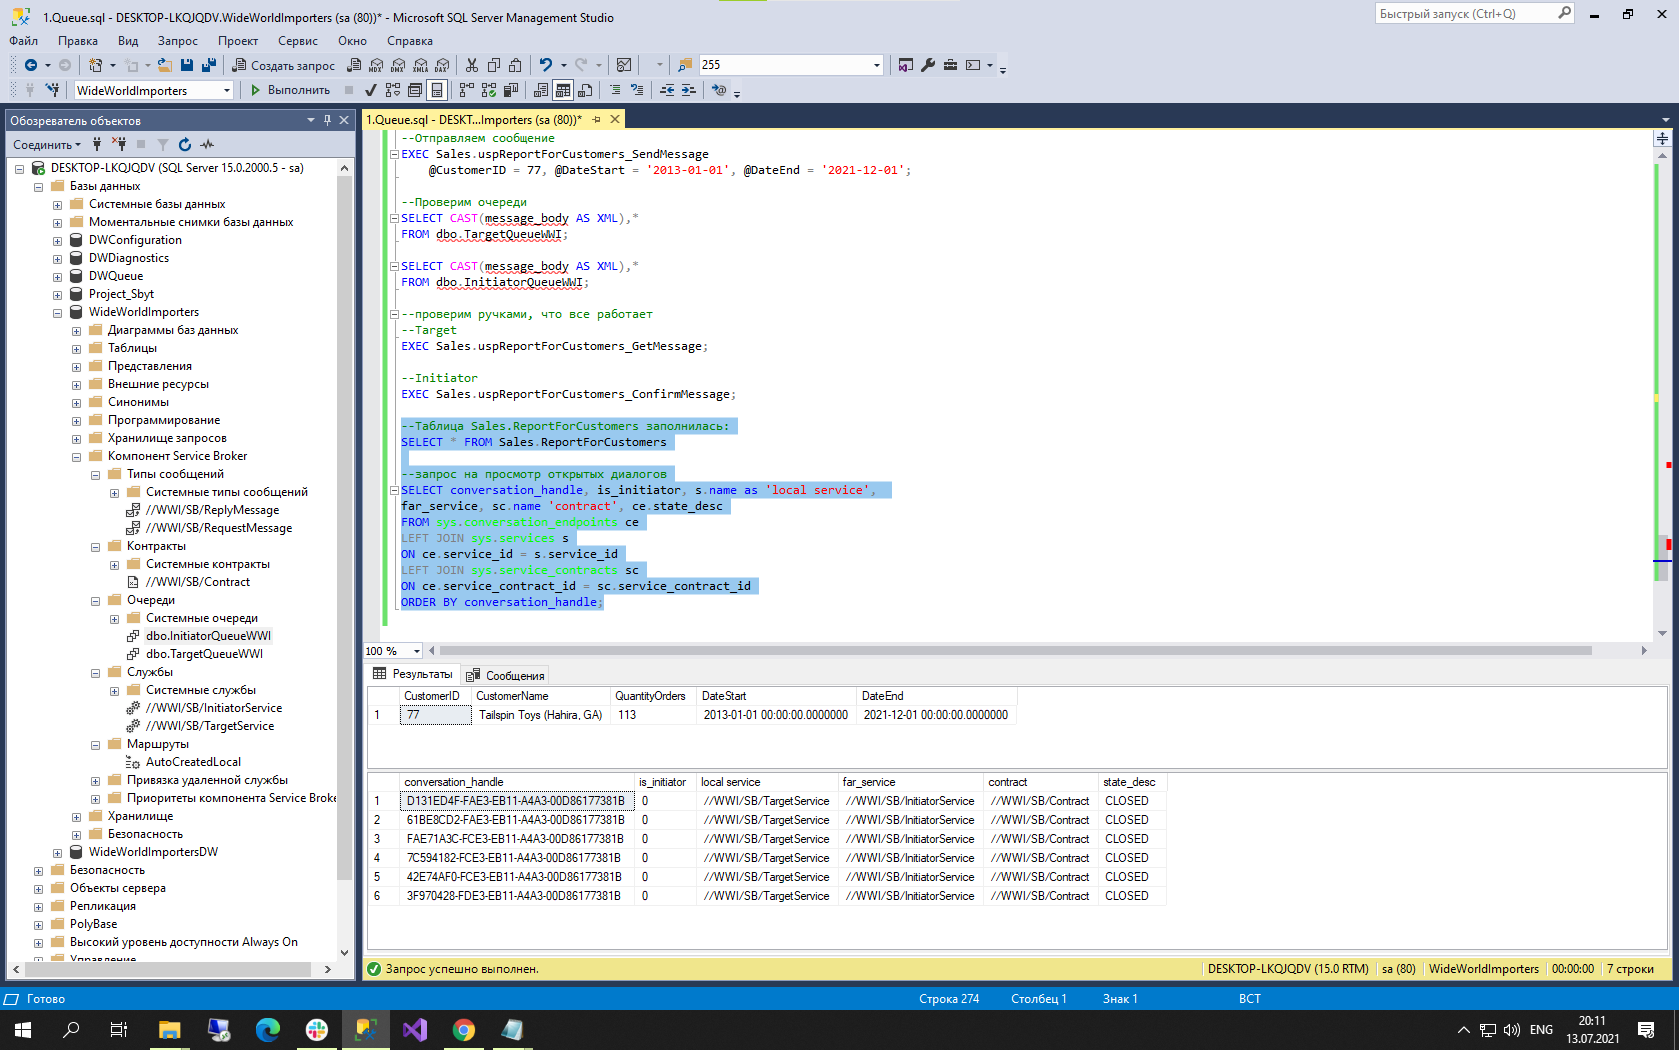 1.Queue.sql - DESKTOP-LKQJQDV.WideWorldImporters (sa (80))* - Microsoft SQL Server Management Studio
Быстрый запуск (Ctrl+Q)
Файл Правка Вид Запрос Проект Сервис Окно Справка
Создать запрос
MDX DMX XMLA DAX
255
WideWorldImporters
Выполнить
Обозреватель объектов
1.Queue.sql - DESKT...Importers (sa (80))*
Соединить
DESKTOP-LKQJQDV (SQL Server 15.0.2000.5 - sa)
Базы данных
Системные базы данных
Моментальные снимки базы данных
DWConfiguration
DWDiagnostics
DWQueue
Project_Sbyt
WideWorldImporters
Диаграммы баз данных
Таблицы
Представления
Внешние ресурсы
Синонимы
Программирование
Хранилище запросов
Компонент Service Broker
Типы сообщений
Системные типы сообщений
//WWI/SB/ReplyMessage
//WWI/SB/RequestMessage
Контракты
Системные контракты
//WWI/SB/Contract
Очереди
Системные очереди
dbo.InitiatorQueueWWI
dbo.TargetQueueWWI
Службы
Системные службы
//WWI/SB/InitiatorService
//WWI/SB/TargetService
Маршруты
AutoCreatedLocal
Привязка удаленной службы
Приоритеты компонента Service Broke
Хранилище
Безопасность
WideWorldImportersDW
Безопасность
Объекты сервера
Репликация
PolyBase
Высокий уровень доступности Always On
Управление
--Отправляем сообщение
EXEC Sales.uspReportForCustomers_SendMessage
@CustomerID = 77, @DateStart = '2013-01-01', @DateEnd = '2021-12-01';
--Проверим очереди
SELECT CAST(message_body AS XML),*
FROM dbo.TargetQueueWWI;
SELECT CAST(message_body AS XML),*
FROM dbo.InitiatorQueueWWI;
--проверим ручками, что все работает
--Target
EXEC Sales.uspReportForCustomers_GetMessage;
--Initiator
EXEC Sales.uspReportForCustomers_ConfirmMessage;
--Таблица Sales.ReportForCustomers заполнилась:
SELECT * FROM Sales.ReportForCustomers
--запрос на просмотр открытых диалогов
SELECT conversation_handle, is_initiator, s.name as 'local service',
far_service, sc.name 'contract', ce.state_desc
FROM sys.conversation_endpoints ce
LEFT JOIN sys.services s
ON ce.service_id = s.service_id
LEFT JOIN sys.service_contracts sc
ON ce.service_contract_id = sc.service_contract_id
ORDER BY conversation_handle;
100 %
Результаты Сообщения
CustomerID CustomerName QuantityOrders DateStart DateEnd
1 77 Tailspin Toys (Hahira, GA) 113 2013-01-01 00:00:00.0000000 2021-12-01 00:00:00.0000000
conversation_handle is_initiator local service far_service contract state_desc
1 D131ED4F-FAE3-EB11-A4A3-00D86177381B 0 //WWI/SB/TargetService //WWI/SB/InitiatorService //WWI/SB/Contract CLOSED
2 61BE8CD2-FAE3-EB11-A4A3-00D86177381B 0 //WWI/SB/TargetService //WWI/SB/InitiatorService //WWI/SB/Contract CLOSED
3 FAE71A3C-FCE3-EB11-A4A3-00D86177381B 0 //WWI/SB/TargetService //WWI/SB/InitiatorService //WWI/SB/Contract CLOSED
4 7C594182-FCE3-EB11-A4A3-00D86177381B 0 //WWI/SB/TargetService //WWI/SB/InitiatorService //WWI/SB/Contract CLOSED
5 42E74AF0-FCE3-EB11-A4A3-00D86177381B 0 //WWI/SB/TargetService //WWI/SB/InitiatorService //WWI/SB/Contract CLOSED
6 3F970428-FDE3-EB11-A4A3-00D86177381B 0 //WWI/SB/TargetService //WWI/SB/InitiatorService //WWI/SB/Contract CLOSED
Запрос успешно выполнен. DESKTOP-LKQJQDV (15.0 RTM) sa (80) WideWorldImporters 00:00:00 7 строки
Готово Строка 274 Столбец 1 Знак 1 ВСТ
ENG
20:11
13.07.2021